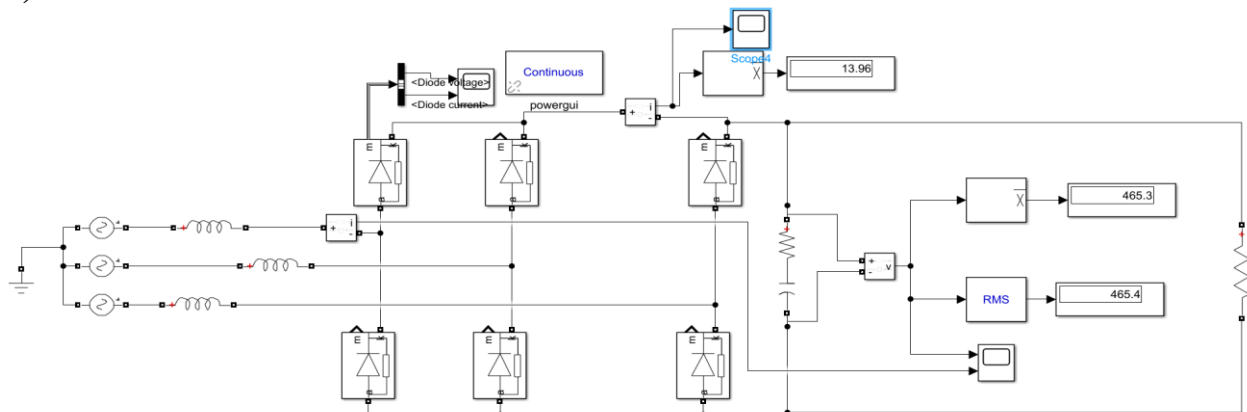 Scope4
13.96
Continuous
<Diode voltage>
<Diode current>
powergui
i
+
-
m
k
m
k
m
k
a
a
a
465.3
i
+
-
+
-
v
RMS
465.4
m
k
m
k
m
k
a
a
a